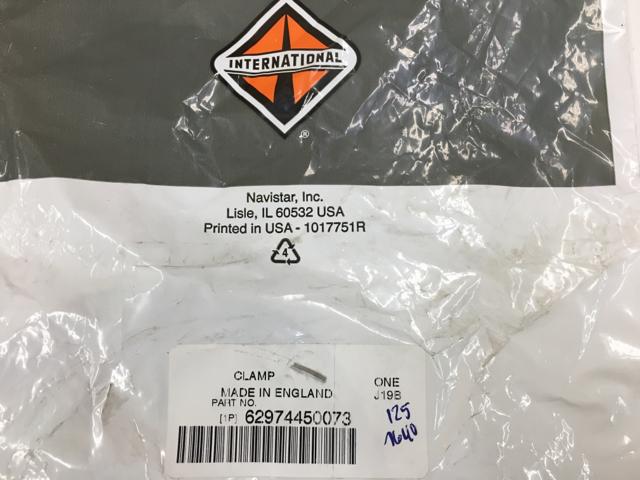 INTERNATIONAL
®
Navistar, Inc.
Lisle, IL 60532 USA
Printed in USA - 1017751R
4
CLAMP
MADE IN ENGLAND
ONE
J19B
PART NO.
[1P] 62974450073
125